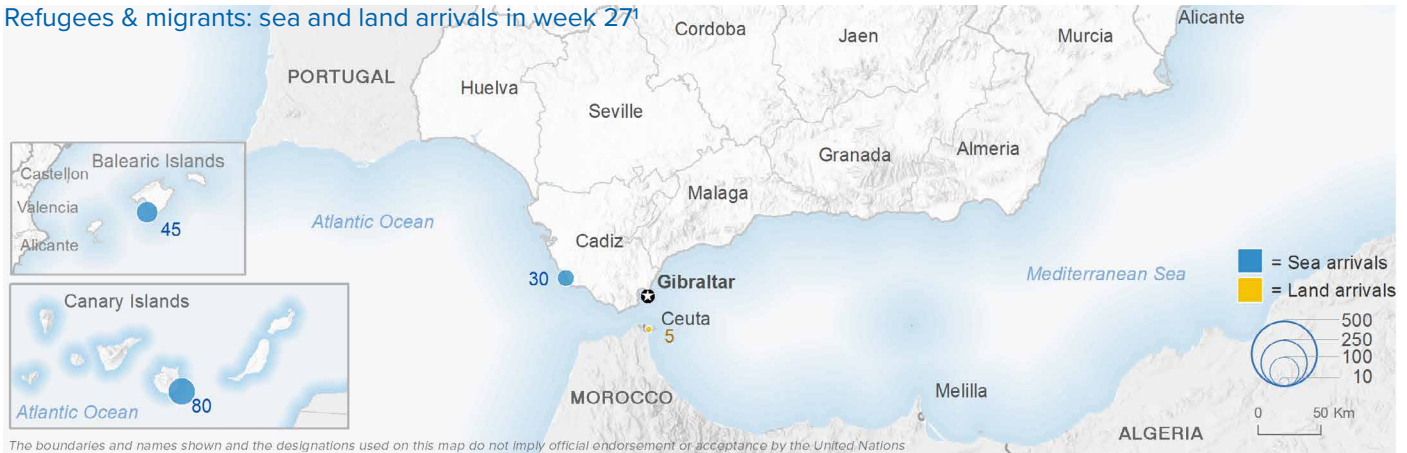 Refugees & migrants: sea and land arrivals in week 27¹
Alicante
Cordoba
Jaen
Murcia
PORTUGAL
Huelva
Seville
Granada
Almeria
Malaga
Balearic Islands
Castellon
Valencia
45
Alicante
Atlantic Ocean
Cadiz
30
Gibraltar
Ceuta
5
Mediterranean Sea
= Sea arrivals
= Land arrivals
500
250
100
10
0 50 Km
Canary Islands
80
Atlantic Ocean
MOROCCO
Melilla
ALGERIA
The boundaries and names shown and the designations used on this map do not imply official endorsement or acceptance by the United Nations